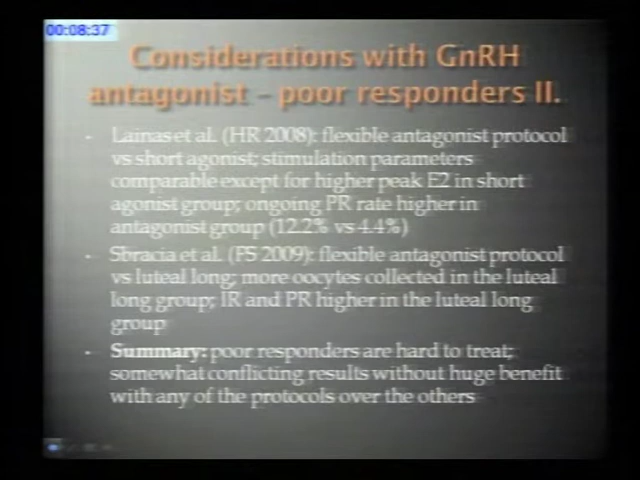 00:08:37
Considerations with GnRH
antagonist – poor responders II.
- Lainas et al. (HR 2008): flexible antagonist protocol
vs short agonist; stimulation parameters
comparable except for higher peak E2 in short
agonist group; ongoing PR rate higher in
antagonist group (12.2% vs 4.4%)
- Sbracia et al. (FS 2009): flexible antagonist protocol
vs luteal long; more oocytes collected in the luteal
long group; IR and PR higher in the luteal long
group
- Summary: poor responders are hard to treat;
somewhat conflicting results without huge benefit
with any of the protocols over the others